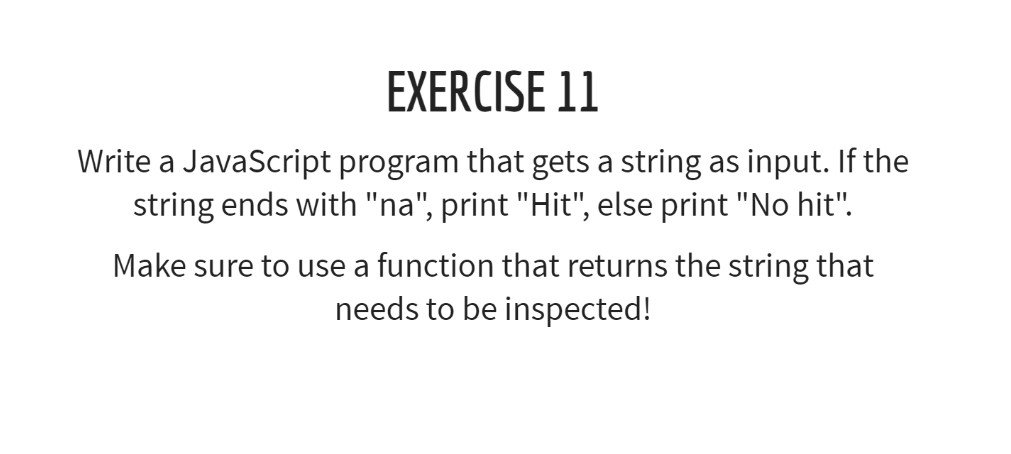 EXERCISE 11
Write a JavaScript program that gets a string as input. If the
string ends with "na", print "Hit", else print "No hit".
Make sure to use a function that returns the string that
needs to be inspected!